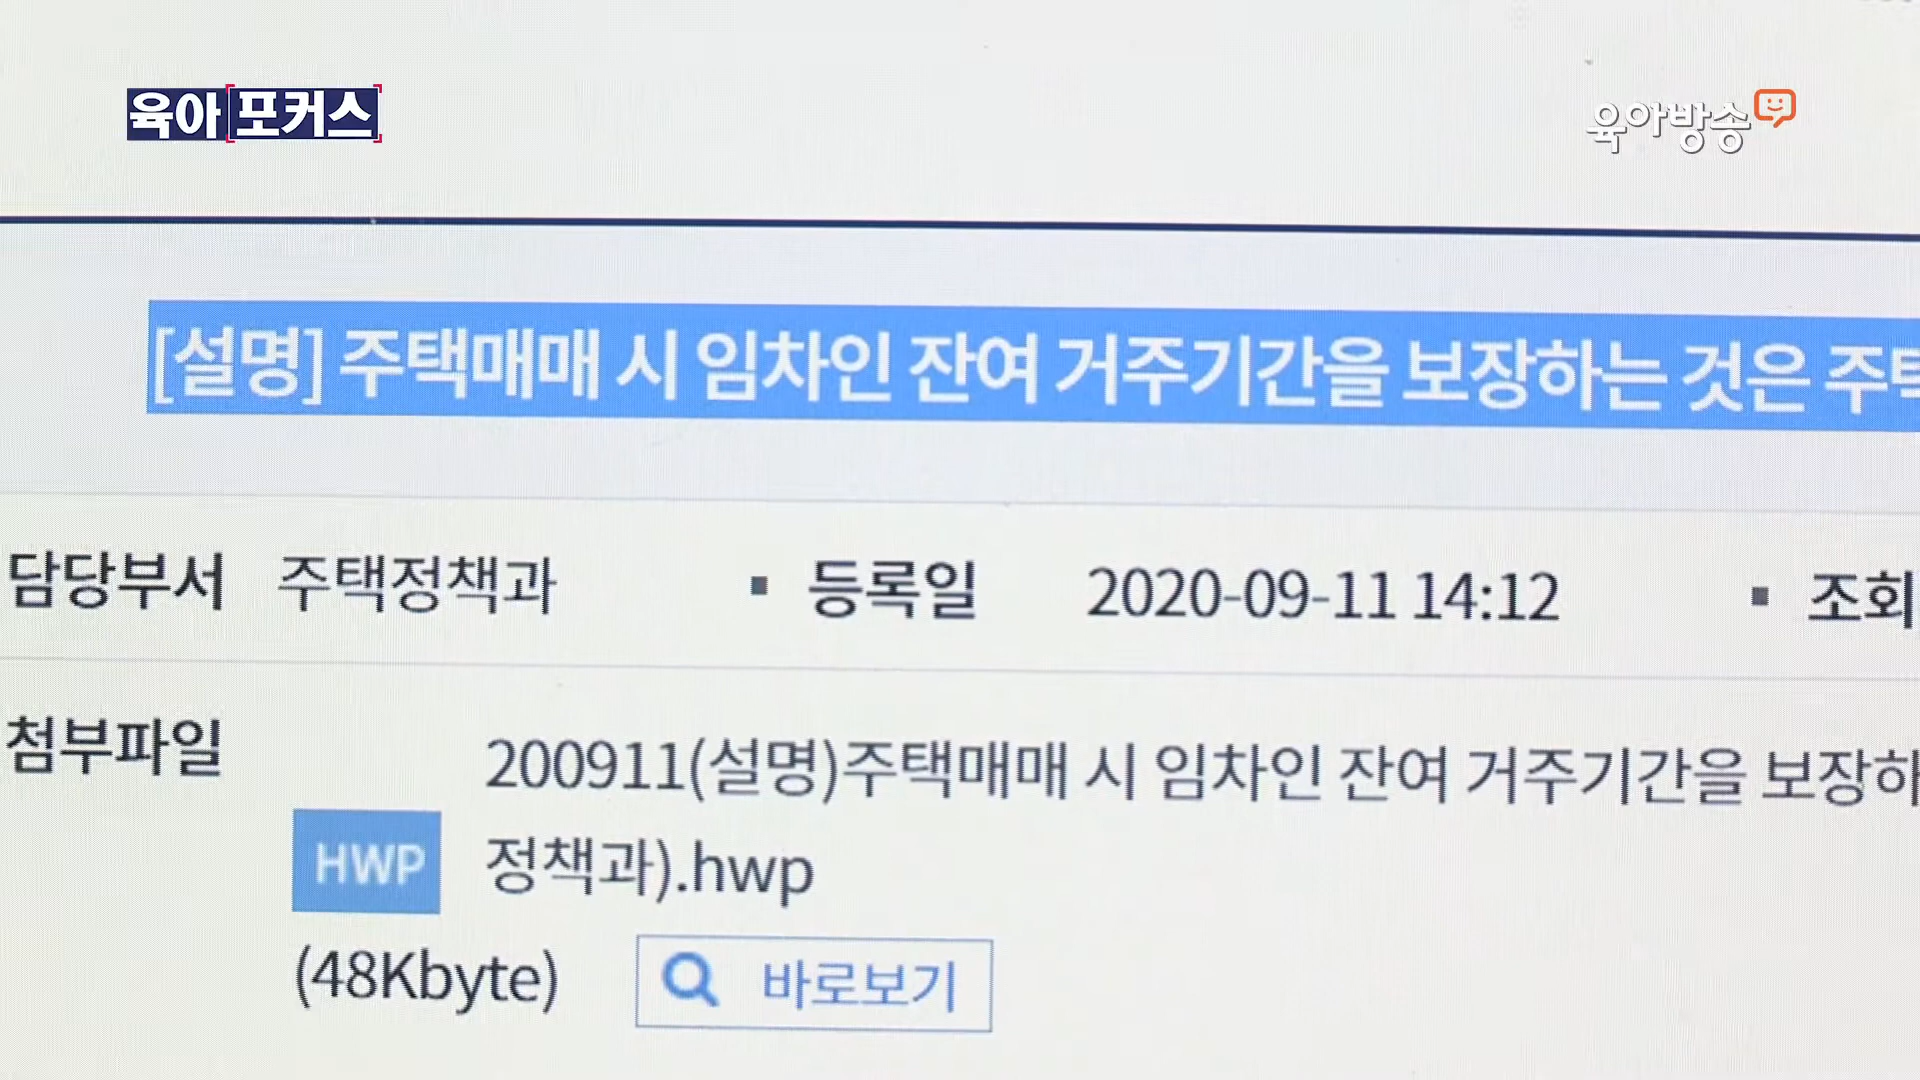 육아포커스
육아방송
[설명] 주택매매 시 임차인 잔여 거주기간을 보장하는 것은
담당부서 주택정책과 ▪ 등록일 2020-09-11 14:12 ▪ 조회
첨부파일
200911(설명)주택매매 시 임차인 잔여 거주기간을 보장하
HWP 정책과).hwp
(48Kbyte) 바로보기